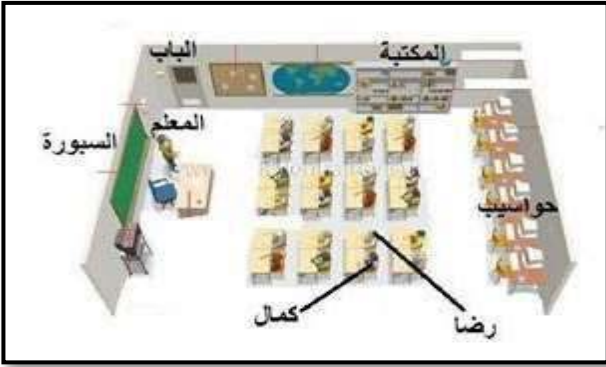 المكتبة
الباب
المعلم
السبورة
حواسيب
رضا
كمال